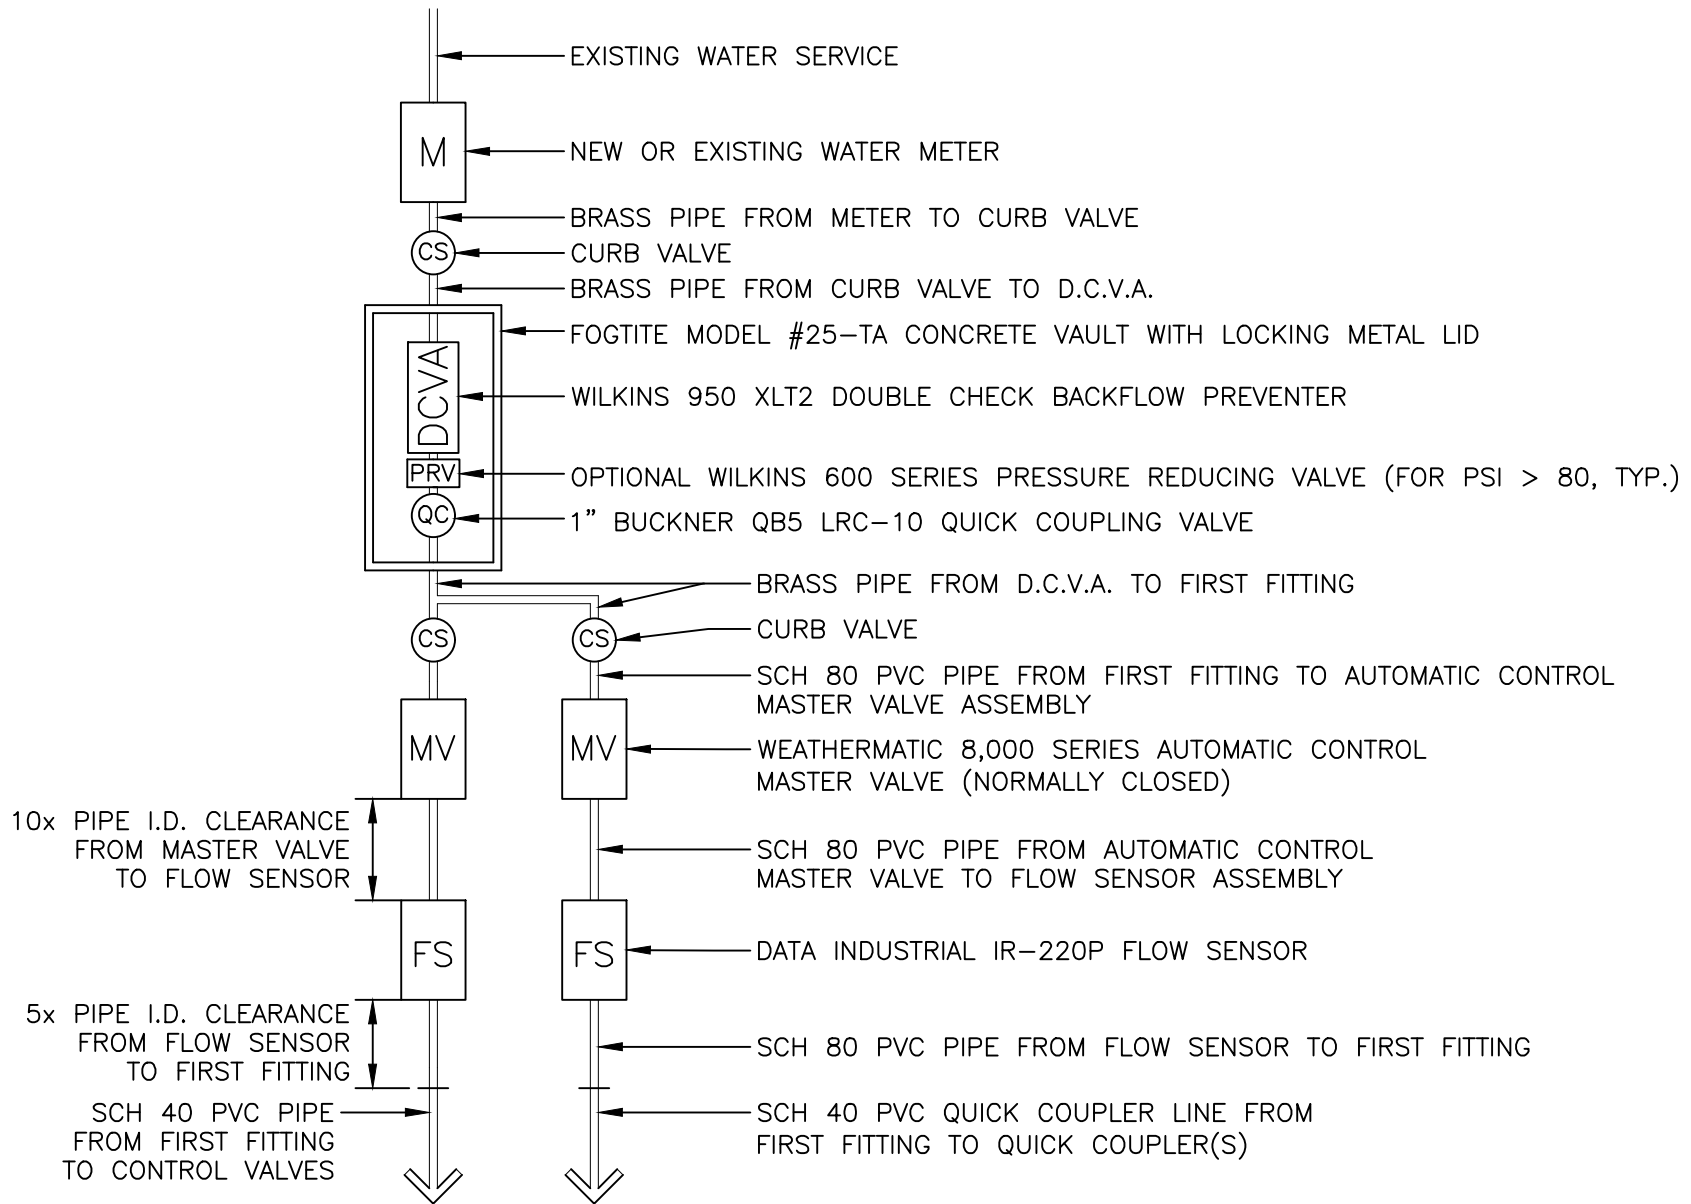 EXISTING WATER SERVICE
M
NEW OR EXISTING WATER METER
BRASS PIPE FROM METER TO CURB VALVE
CS
CURB VALVE
BRASS PIPE FROM CURB VALVE TO D.C.V.A.
FOGTITE MODEL #25-TA CONCRETE VAULT WITH LOCKING METAL LID
DCVA
WILKINS 950 XLT2 DOUBLE CHECK BACKFLOW PREVENTER
PRV
OPTIONAL WILKINS 600 SERIES PRESSURE REDUCING VALVE (FOR PSI > 80, TYP.)
QC
1" BUCKNER QB5 LRC-10 QUICK COUPLING VALVE
BRASS PIPE FROM D.C.V.A. TO FIRST FITTING
CS
CS
CURB VALVE
SCH 80 PVC PIPE FROM FIRST FITTING TO AUTOMATIC CONTROL
MASTER VALVE ASSEMBLY
MV
MV
WEATHERMATIC 8,000 SERIES AUTOMATIC CONTROL
MASTER VALVE (NORMALLY CLOSED)
10x PIPE I.D. CLEARANCE
FROM MASTER VALVE
TO FLOW SENSOR
SCH 80 PVC PIPE FROM AUTOMATIC CONTROL
MASTER VALVE TO FLOW SENSOR ASSEMBLY
FS
FS
DATA INDUSTRIAL IR-220P FLOW SENSOR
5x PIPE I.D. CLEARANCE
FROM FLOW SENSOR
TO FIRST FITTING
SCH 80 PVC PIPE FROM FLOW SENSOR TO FIRST FITTING
SCH 40 PVC PIPE
FROM FIRST FITTING
TO CONTROL VALVES
SCH 40 PVC QUICK COUPLER LINE FROM
FIRST FITTING TO QUICK COUPLER(S)